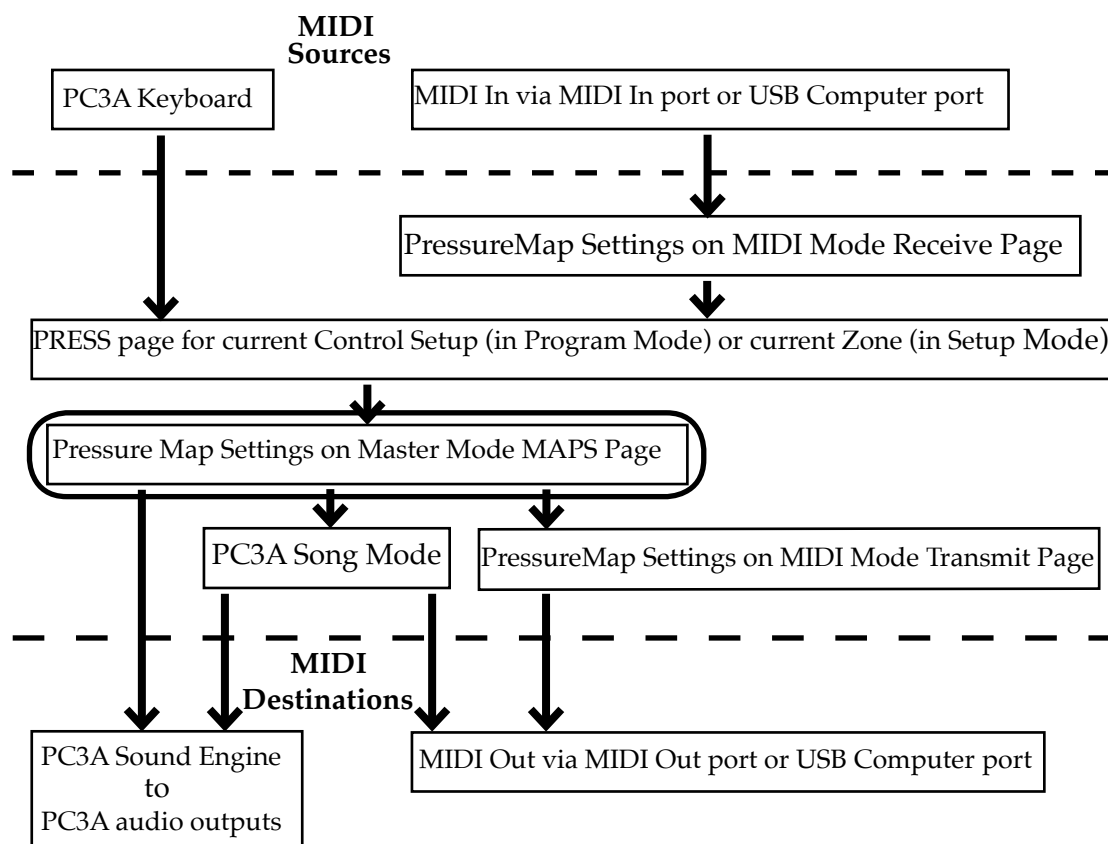 MIDI
Sources
PC3A Keyboard
MIDI In via MIDI In port or USB Computer port
PressureMap Settings on MIDI Mode Receive Page
PRESS page for current Control Setup (in Program Mode) or current Zone (in Setup Mode)
Pressure Map Settings on Master Mode MAPS Page
PC3A Song Mode
PressureMap Settings on MIDI Mode Transmit Page
MIDI
Destinations
PC3A Sound Engine
to
PC3A audio outputs
MIDI Out via MIDI Out port or USB Computer port